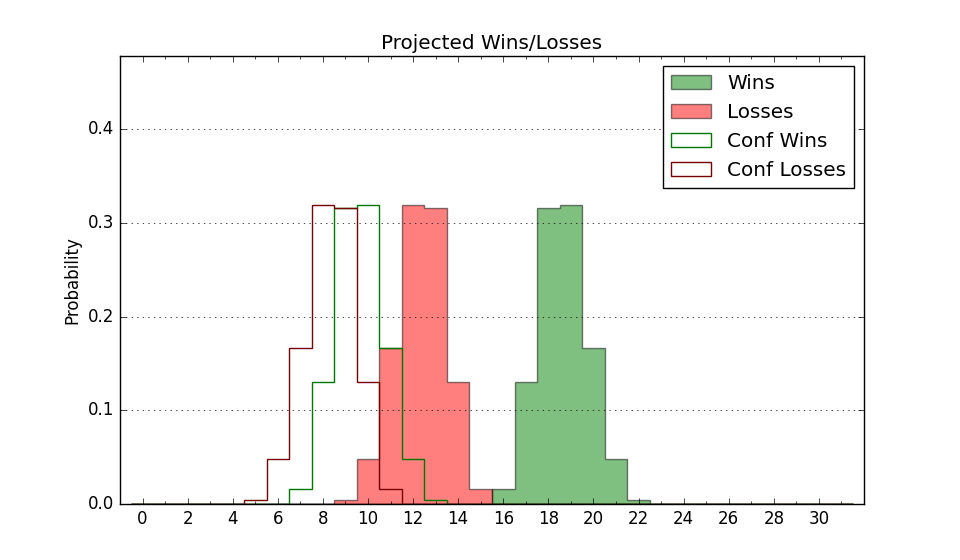 Projected Wins/Losses
Wins
Losses
Conf Wins
Conf Losses
Probability
0.4
0.3
0.2
0.1
0.0
0 2 4 6 8 10 12 14 16 18 20 22 24 26 28 30